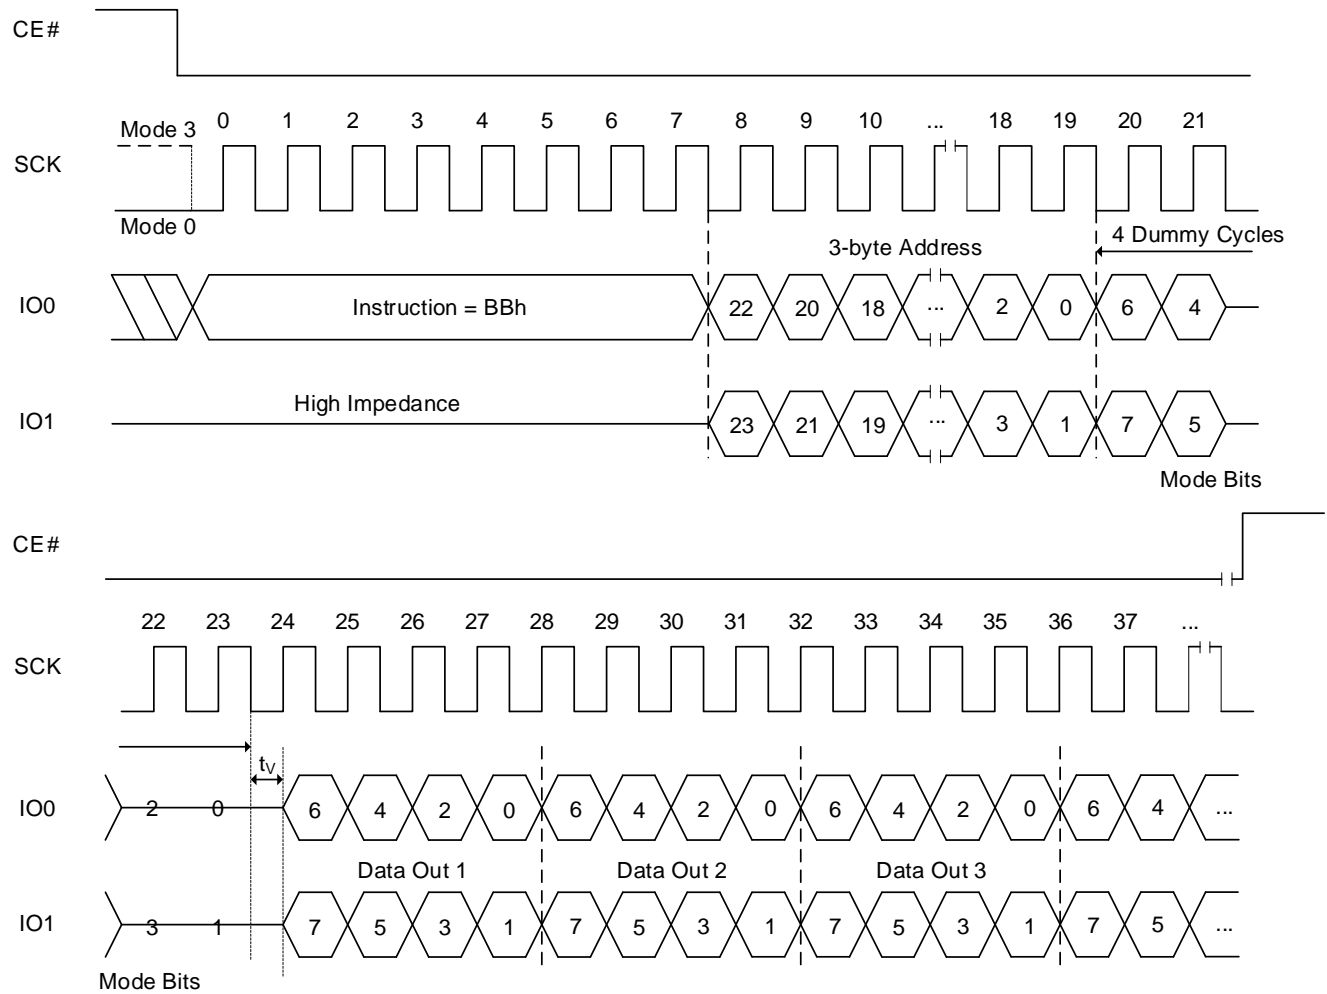 CE#
Mode 3 0 1 2 3 4 5 6 7 8 9 10 ... 18 19 20 21
SCK
Mode 0
3-byte Address 4 Dummy Cycles
IO0 Instruction = BBh 22 20 18 ... 2 0 6 4
High Impedance
IO1 23 21 19 ... 3 1 7 5
Mode Bits
CE#
22 23 24 25 26 27 28 29 30 31 32 33 34 35 36 37 ...
SCK
tV
IO0 2 0 6 4 2 0 6 4 2 0 6 4 2 0 6 4 ...
Data Out 1 Data Out 2 Data Out 3
IO1 3 1 7 5 3 1 7 5 3 1 7 5 3 1 7 5 ...
Mode Bits